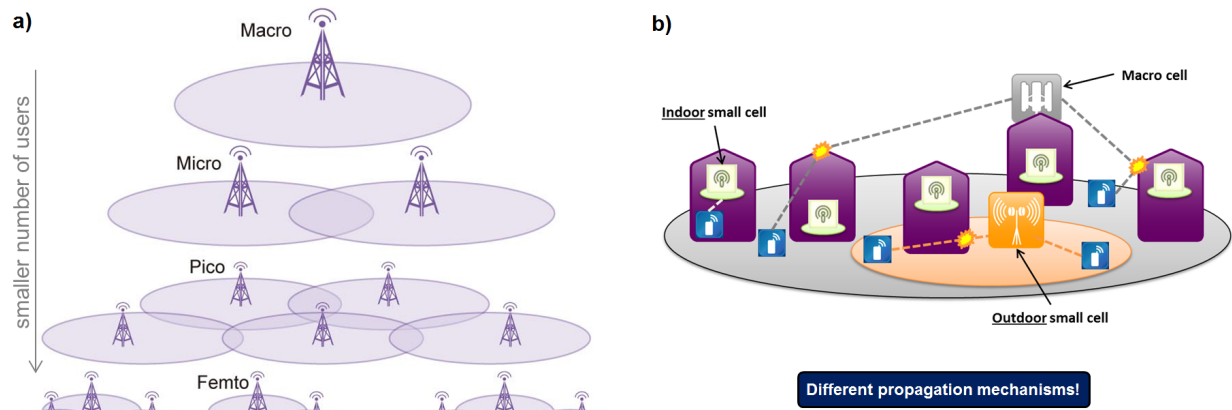 a)
Macro
smaller number of users
Micro
Pico
Femto
b)
Macro cell
Indoor small cell
Outdoor small cell
Different propagation mechanisms!